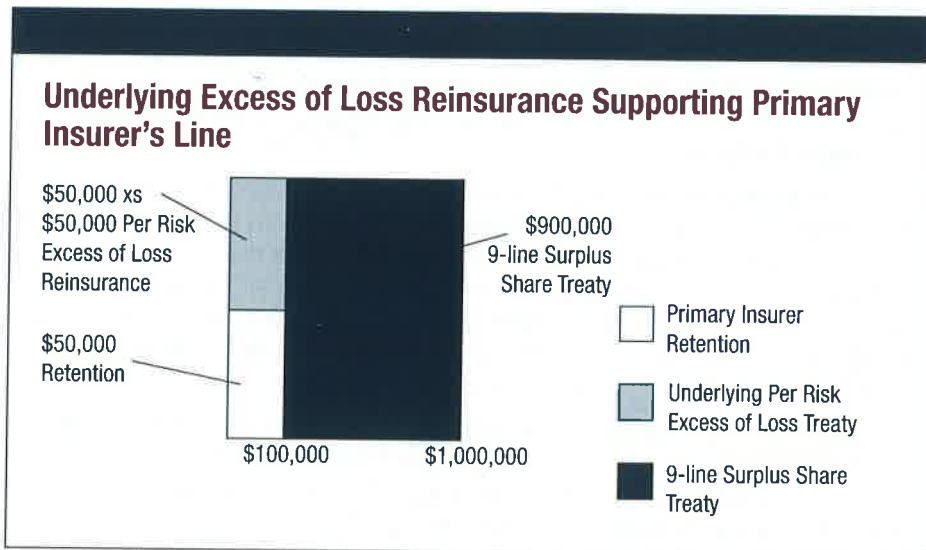 Underlying Excess of Loss Reinsurance Supporting Primary
Insurer's Line
$50,000 xs
$50,000 Per Risk
Excess of Loss
Reinsurance
$50,000
Retention
$900,000
9-line Surplus
Share Treaty
$100,000
$1,000,000
Primary Insurer
Retention
Underlying Per Risk
Excess of Loss Treaty
9-line Surplus Share
Treaty